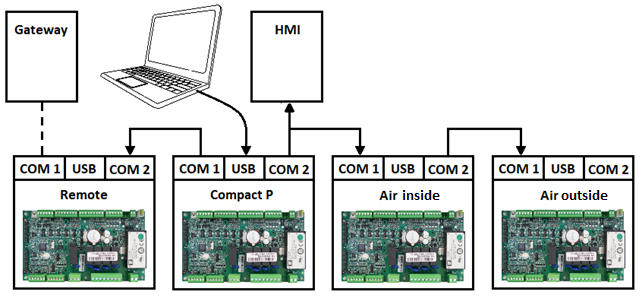 Gateway
HMI
COM 1 USB COM 2
COM 1 USB COM 2
COM 1 USB COM 2
COM 1 USB COM 2
Remote
Compact P
Air inside
Air outside